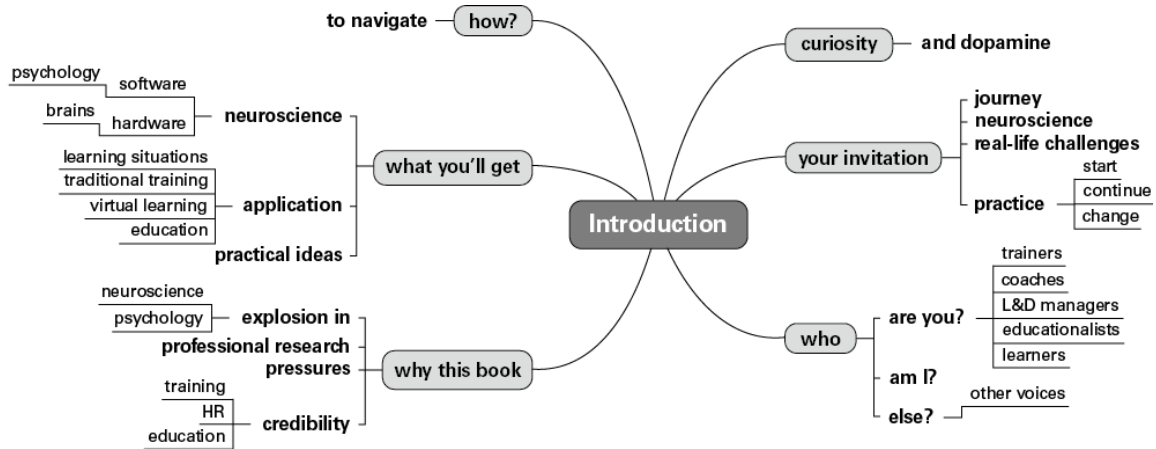 Introduction
how?
to navigate
curiosity
and dopamine
your invitation
journey
neuroscience
real-life challenges
practice
start
continue
change
who
are you?
trainers
coaches
L&D managers
educationalists
learners
am I?
else?
other voices
what you'll get
neuroscience
software
psychology
hardware
brains
application
learning situations
traditional training
virtual learning
education
practical ideas
why this book
explosion in
neuroscience
psychology
professional research
pressures
credibility
training
HR
education